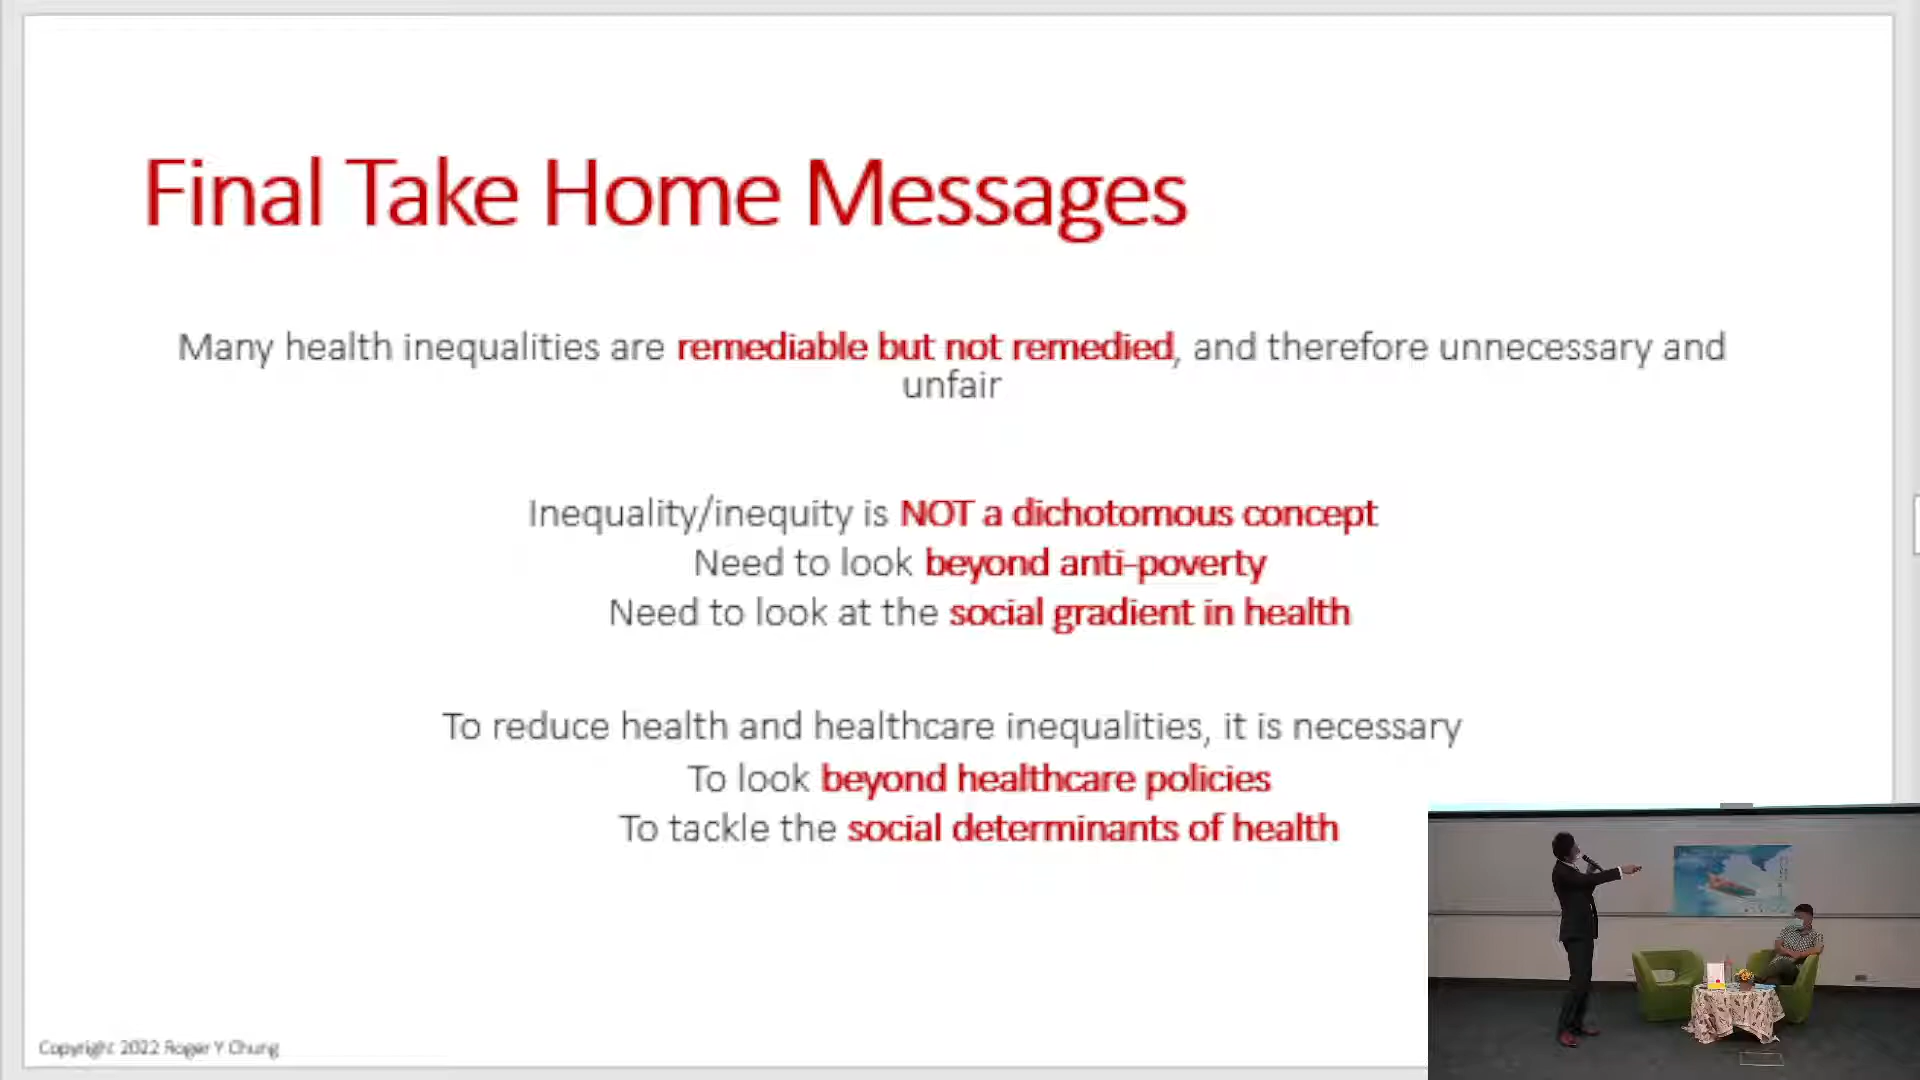 Final Take Home Messages
Many health inequalities are remediable but not remedied, and therefore unnecessary and
unfair
Inequality/inequity is NOT a dichotomous concept
Need to look beyond anti-poverty
Need to look at the social gradient in health
To reduce health and healthcare inequalities, it is necessary
To look beyond healthcare policies
To tackle the social determinants of health
Copyright 2022 Roger Y Chung